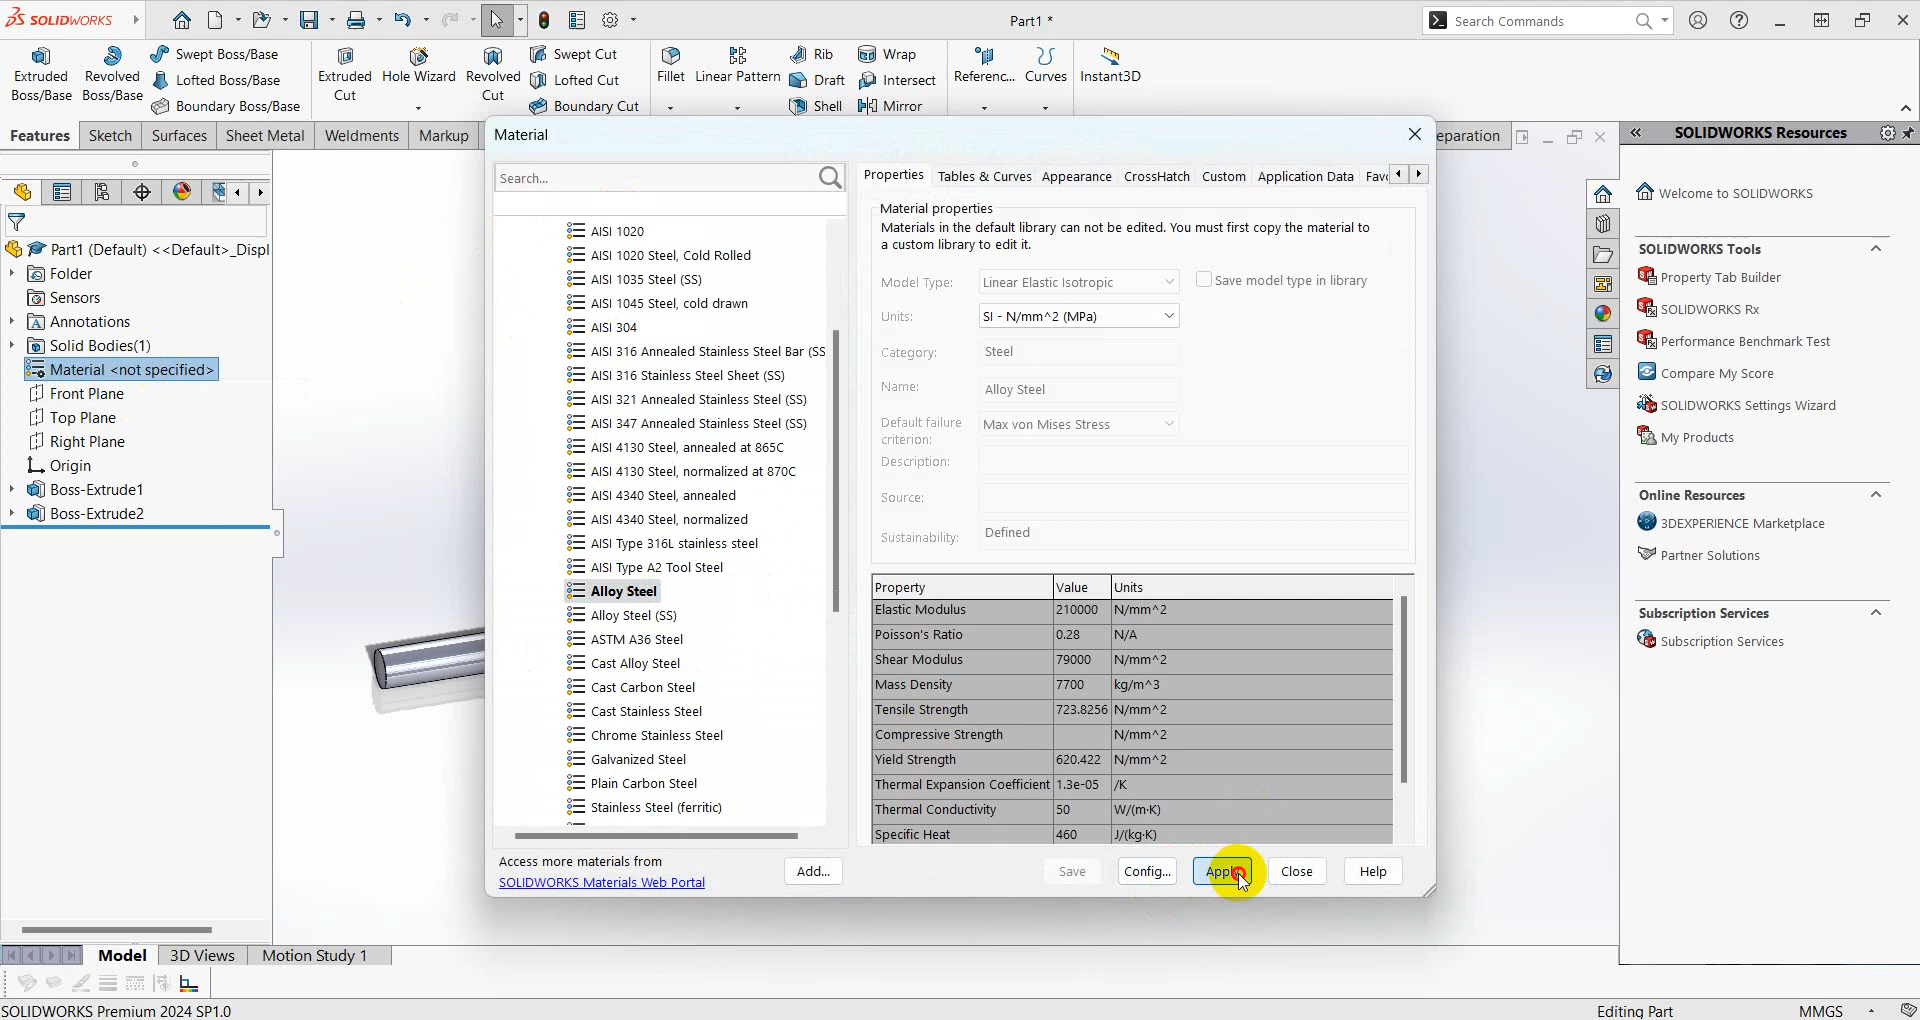 SOLIDWORKS
Part1 *
Search Commands
Extruded Boss/Base
Revolved Boss/Base
Swept Boss/Base
Lofted Boss/Base
Boundary Boss/Base
Extruded Cut
Hole Wizard
Revolved Cut
Swept Cut
Lofted Cut
Boundary Cut
Fillet
Linear Pattern
Rib
Draft
Shell
Wrap
Intersect
Mirror
Referenc...
Curves
Instant3D
Features
Sketch
Surfaces
Sheet Metal
Weldments
Markup
eparation
Part1 (Default) <<Default>_Displ
Folder
Sensors
Annotations
Solid Bodies(1)
Material <not specified>
Front Plane
Top Plane
Right Plane
Origin
Boss-Extrude1
Boss-Extrude2
Material
Search...
AISI 1020
AISI 1020 Steel, Cold Rolled
AISI 1035 Steel (SS)
AISI 1045 Steel, cold drawn
AISI 304
AISI 316 Annealed Stainless Steel Bar (SS
AISI 316 Stainless Steel Sheet (SS)
AISI 321 Annealed Stainless Steel (SS)
AISI 347 Annealed Stainless Steel (SS)
AISI 4130 Steel, annealed at 865C
AISI 4130 Steel, normalized at 870C
AISI 4340 Steel, annealed
AISI 4340 Steel, normalized
AISI Type 316L stainless steel
AISI Type A2 Tool Steel
Alloy Steel
Alloy Steel (SS)
ASTM A36 Steel
Cast Alloy Steel
Cast Carbon Steel
Cast Stainless Steel
Chrome Stainless Steel
Galvanized Steel
Plain Carbon Steel
Stainless Steel (ferritic)
Access more materials from
SOLIDWORKS Materials Web Portal
Add...
Properties
Tables & Curves
Appearance
CrossHatch
Custom
Application Data
Favo
Material properties
Materials in the default library can not be edited. You must first copy the material to
a custom library to edit it.
Model Type: Linear Elastic Isotropic
Save model type in library
Units: SI - N/mm^2 (MPa)
Category: Steel
Name: Alloy Steel
Default failure criterion: Max von Mises Stress
Description:
Source:
Sustainability: Defined
Property Value Units
Elastic Modulus 210000 N/mm^2
Poisson's Ratio 0.28 N/A
Shear Modulus 79000 N/mm^2
Mass Density 7700 kg/m^3
Tensile Strength 723.8256 N/mm^2
Compressive Strength N/mm^2
Yield Strength 620.422 N/mm^2
Thermal Expansion Coefficient 1.3e-05 /K
Thermal Conductivity 50 W/(m·K)
Specific Heat 460 J/(kg·K)
Save
Config...
Apply
Close
Help
SOLIDWORKS Resources
Welcome to SOLIDWORKS
SOLIDWORKS Tools
Property Tab Builder
SOLIDWORKS Rx
Performance Benchmark Test
Compare My Score
SOLIDWORKS Settings Wizard
My Products
Online Resources
3DEXPERIENCE Marketplace
Partner Solutions
Subscription Services
Subscription Services
Model
3D Views
Motion Study 1
SOLIDWORKS Premium 2024 SP1.0
Editing Part
MMGS